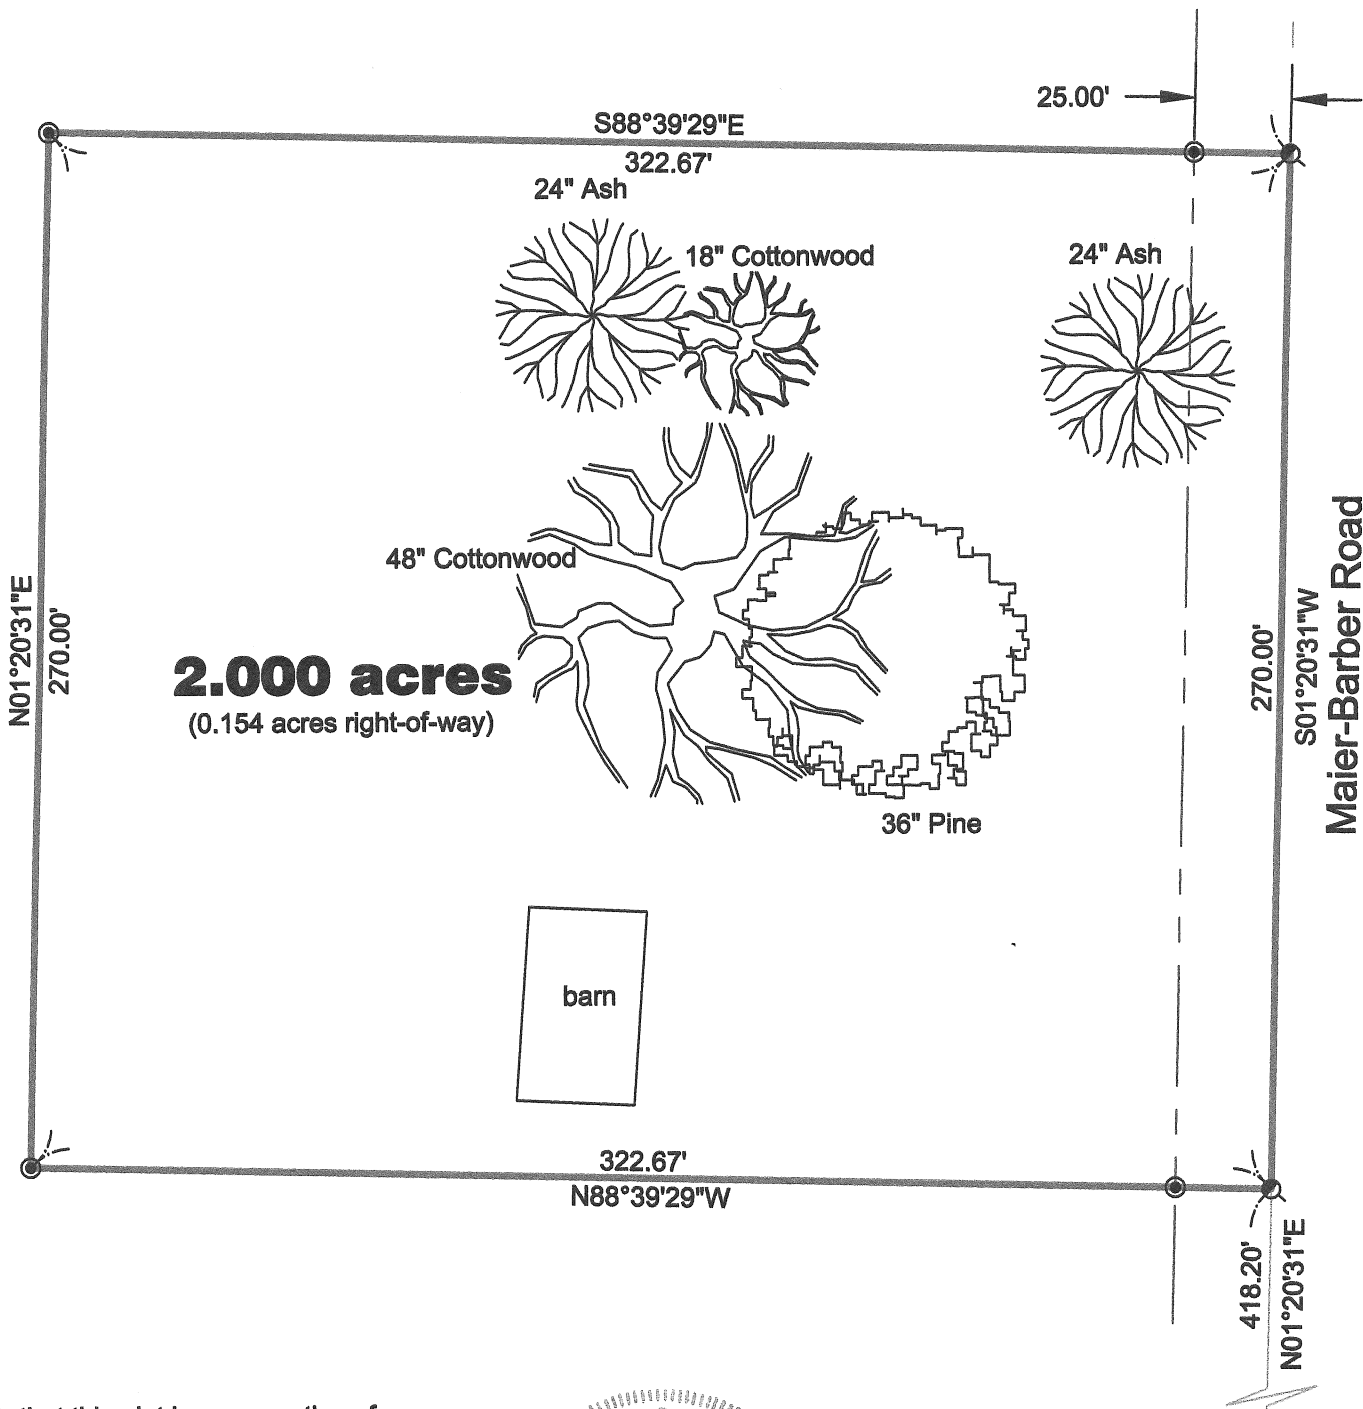 25.00'
S88°39'29"E
322.67'
24" Ash
18" Cottonwood
24" Ash
48" Cottonwood
N01°20'31"E
270.00'
2.000 acres
(0.154 acres right-of-way)
270.00'
S01°20'31"W
Maier-Barber Road
36" Pine
barn
322.67'
N88°39'29"W
418.20'
N01°20'31"E